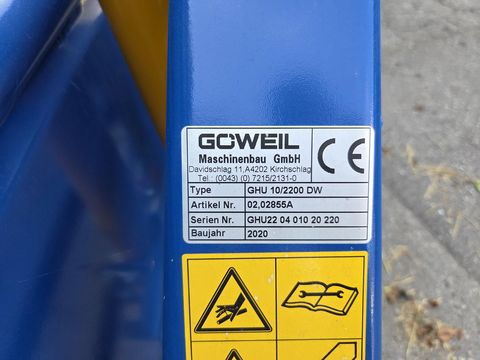 GÖWEIL
Maschinenbau GmbH
Davidschlag 11,A4202 Kirchschlag
Tel.: (0043) (0) 7215/2131-0
CE
Type GHU 10/2200 DW
Artikel Nr. 02,02855A
Serien Nr. GHU22 04 010 20 220
Baujahr 2020